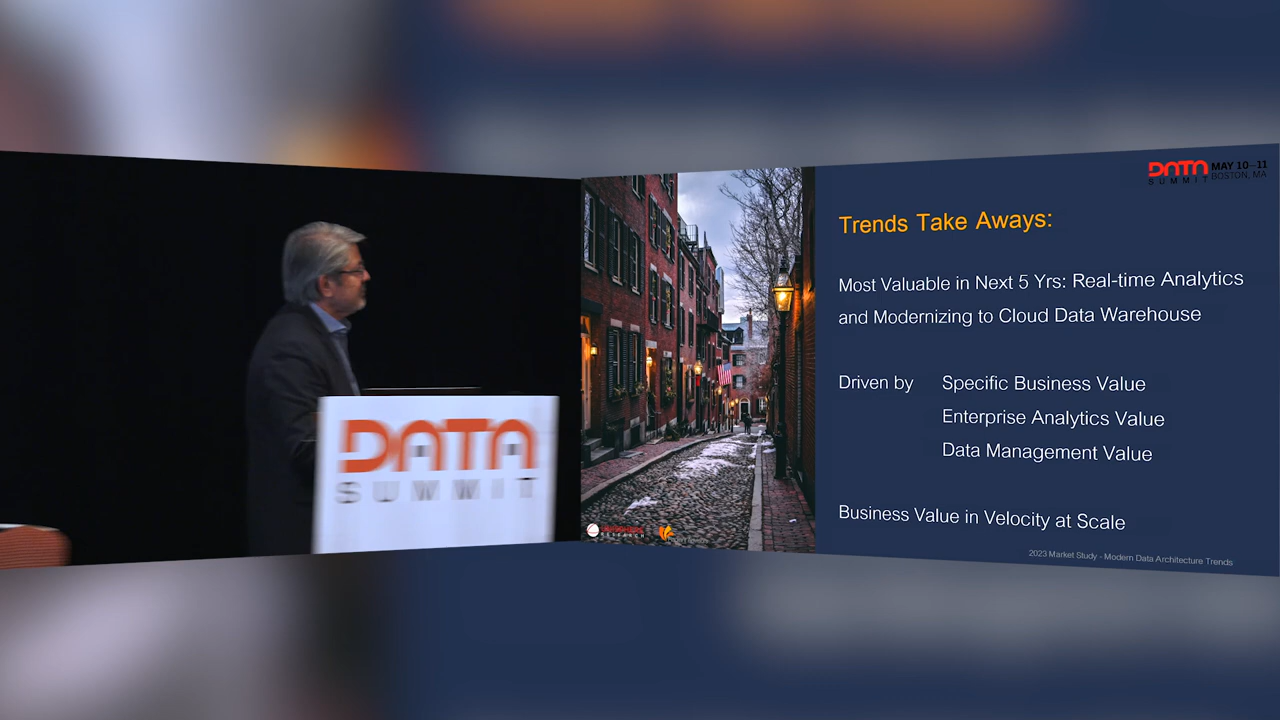 DATA
SUMMIT
DATA MAY 10–11
SUMMIT BOSTON, MA
Trends Take Aways:
Most Valuable in Next 5 Yrs: Real-time Analytics
and Modernizing to Cloud Data Warehouse
Driven by Specific Business Value
Enterprise Analytics Value
Data Management Value
Business Value in Velocity at Scale
RESEARCH
2023 Market Study - Modern Data Architecture Trends